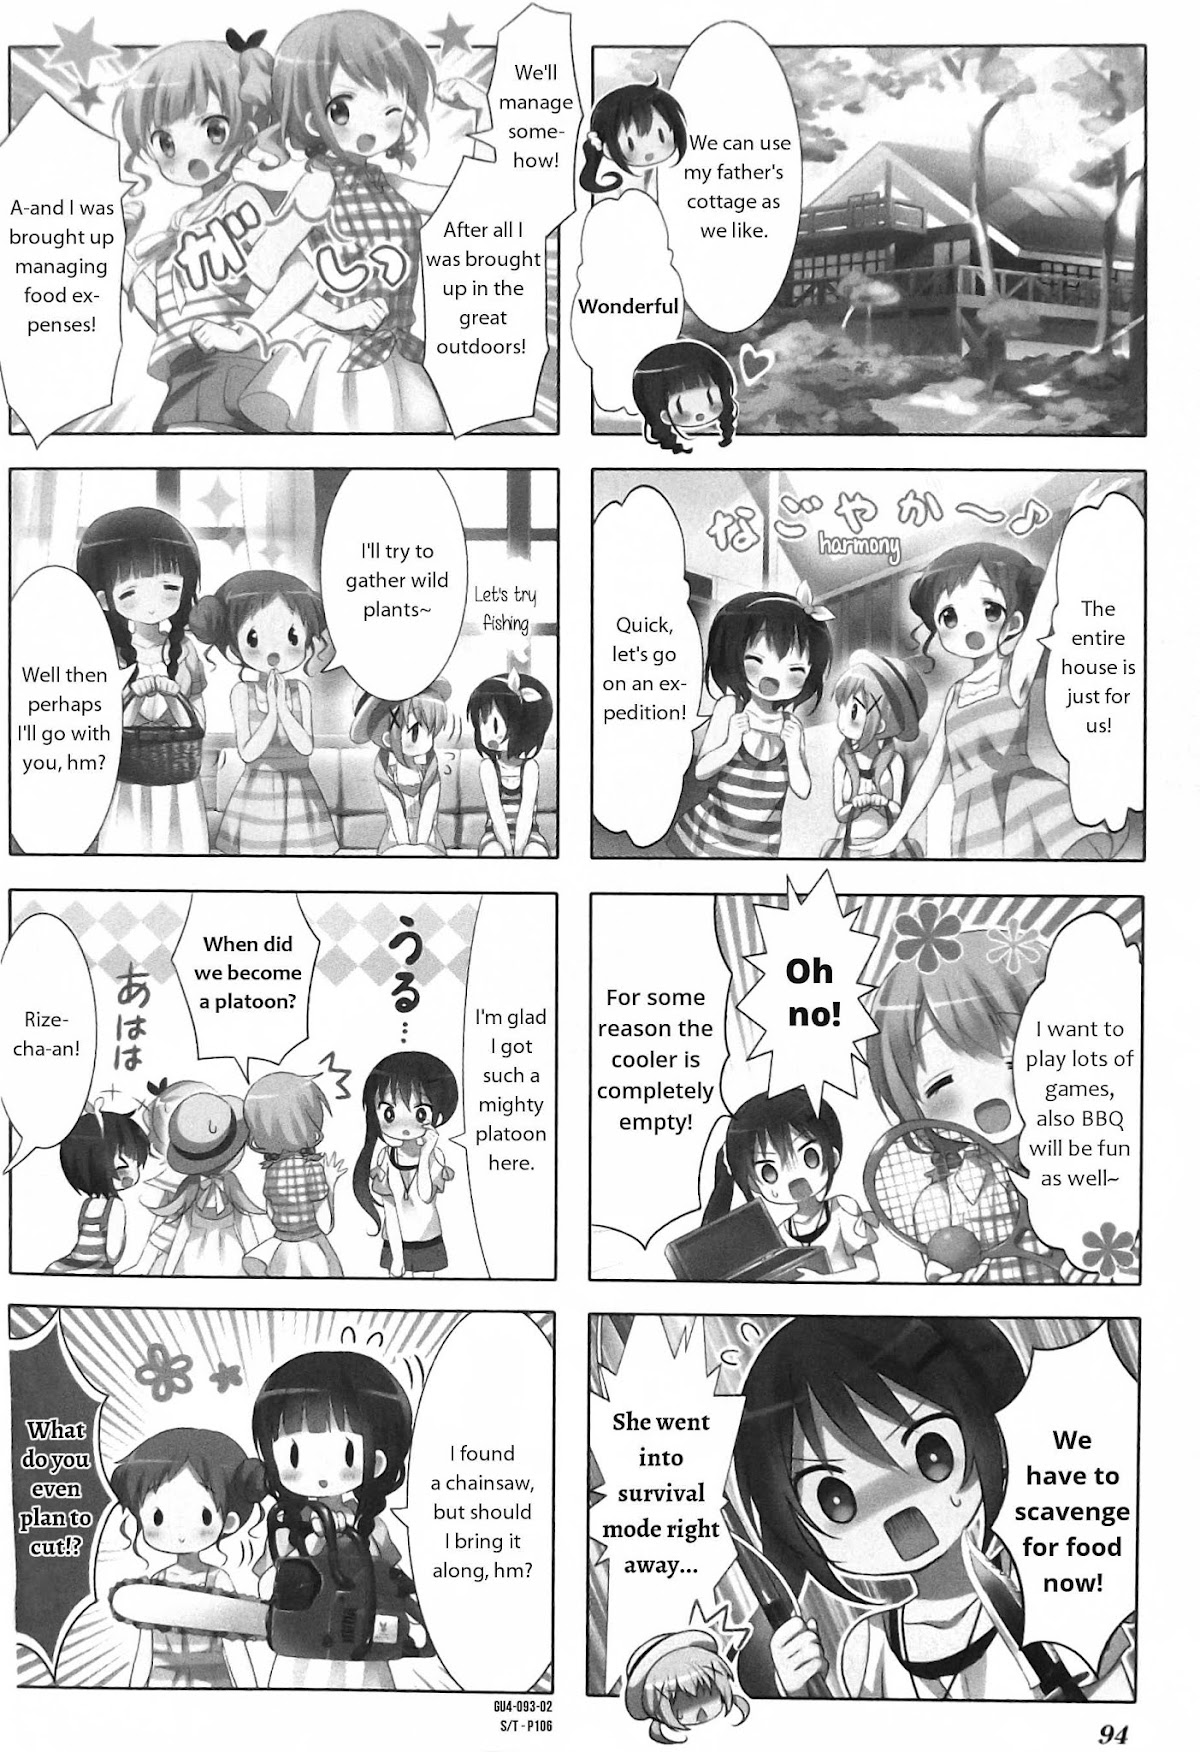 We can use
my father's
cottage as
we like.
Wonderful
なごやか〜♪
harmony
The
entire
house is
just for
us!
Quick,
let's go
on an ex-
pedition!
I want to
play lots of
games,
also BBQ
will be fun
as well~
Oh
no!
For some
reason the
cooler is
completely
empty!
We
have to
scavenge
for food
now!
She went
into
survival
mode right
away...
We'll
manage
some-
how!
After all I
was brought
up in the
great
outdoors!
ガしっ
A-and I was
brought up
managing
food ex-
penses!
Let's try
fishing
I'll try to
gather wild
plants~
Well then
perhaps
I'll go with
you, hm?
I'm glad
I got
such a
mighty
platoon
here.
うる…
When did
we become
a platoon?
あはは
Rize-
cha-an!
I found
a chainsaw,
but should
I bring it
along, hm?
What
do you
even
plan to
cut!?
GU4-093-02
S/T - P106
94